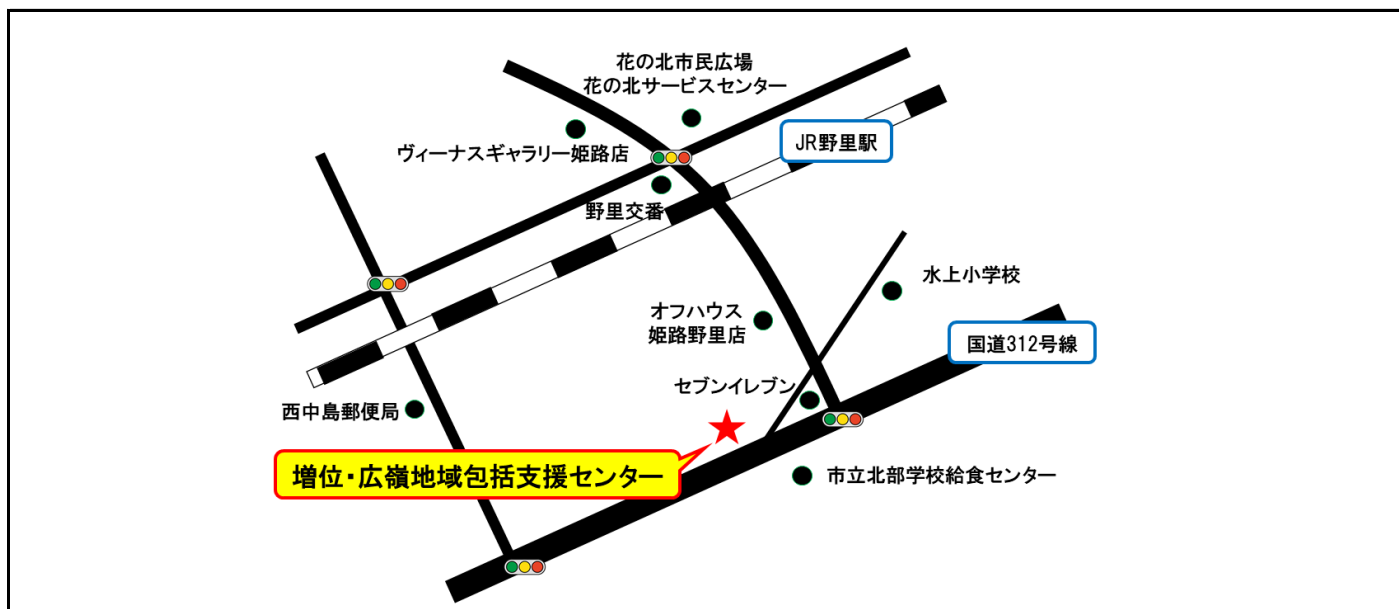 花の北市民広場
花の北サービスセンター
JR野里駅
ヴィーナスギャラリー姫路店
野里交番
水上小学校
オフハウス
姫路野里店
国道312号線
セブンイレブン
西中島郵便局
増位・広嶺地域包括支援センター
市立北部学校給食センター